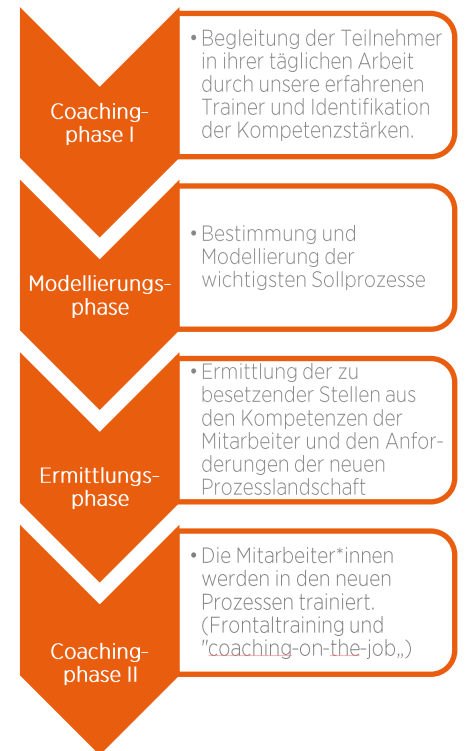 Coaching-
phase I
• Begleitung der Teilnehmer
in ihrer täglichen Arbeit
durch unsere erfahrenen
Trainer und Identifikation
der Kompetenzstärken.
Modellierungs-
phase
• Bestimmung und
Modellierung der
wichtigsten Sollprozesse
Ermittlungs-
phase
• Ermittlung der zu
besetzender Stellen aus
den Kompetenzen der
Mitarbeiter und den Anfor-
derungen der neuen
Prozesslandschaft
Coaching-
phase II
• Die Mitarbeiter*innen
werden in den neuen
Prozessen trainiert.
(Frontaltraining und
"coaching-on-the-job„)